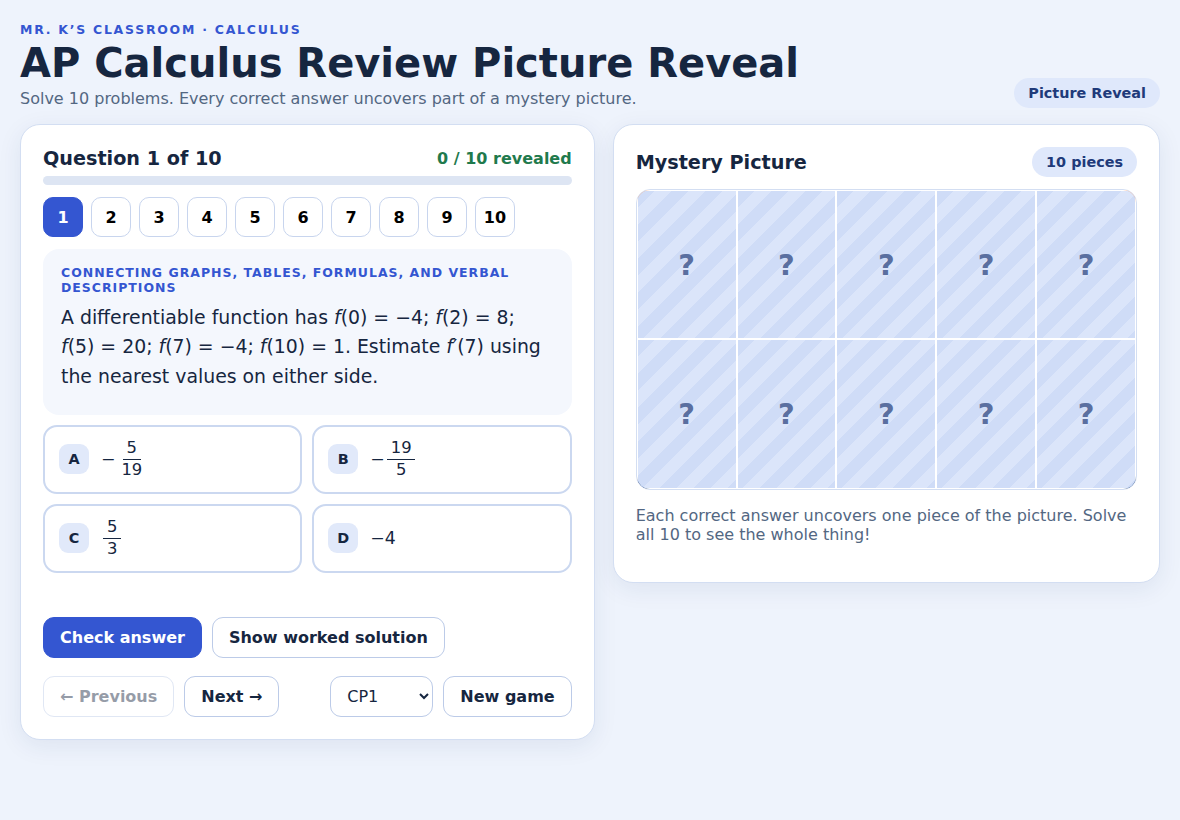 MR. K’S CLASSROOM · CALCULUS
AP Calculus Review Picture Reveal
Solve 10 problems. Every correct answer uncovers part of a mystery picture.
Picture Reveal
Question 1 of 10
0 / 10 revealed
1 2 3 4 5 6 7 8 9 10
CONNECTING GRAPHS, TABLES, FORMULAS, AND VERBAL
DESCRIPTIONS
A differentiable function has f(0) = −4; f(2) = 8;
f(5) = 20; f(7) = −4; f(10) = 1. Estimate f′(7) using
the nearest values on either side.
A −5/19
B −19/5
C 5/3
D −4
Check answer
Show worked solution
← Previous
Next →
CP1
New game
Mystery Picture
10 pieces
? ? ? ? ?
? ? ? ? ?
Each correct answer uncovers one piece of the picture. Solve
all 10 to see the whole thing!